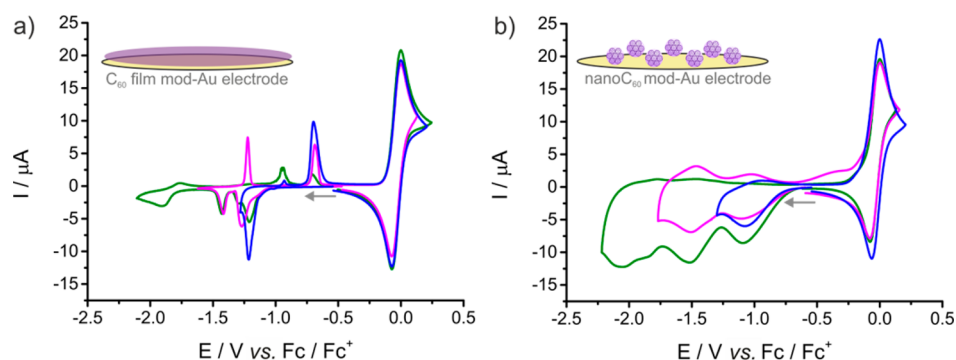 a)
C₆₀ film mod-Au electrode
I / μA
25
20
15
10
5
0
-5
-10
-15
-2.5 -2.0 -1.5 -1.0 -0.5 0.0 0.5
E / V vs. Fc / Fc⁺
b)
nanoC₆₀ mod-Au electrode
I / μA
25
20
15
10
5
0
-5
-10
-15
-2.5 -2.0 -1.5 -1.0 -0.5 0.0 0.5
E / V vs. Fc / Fc⁺